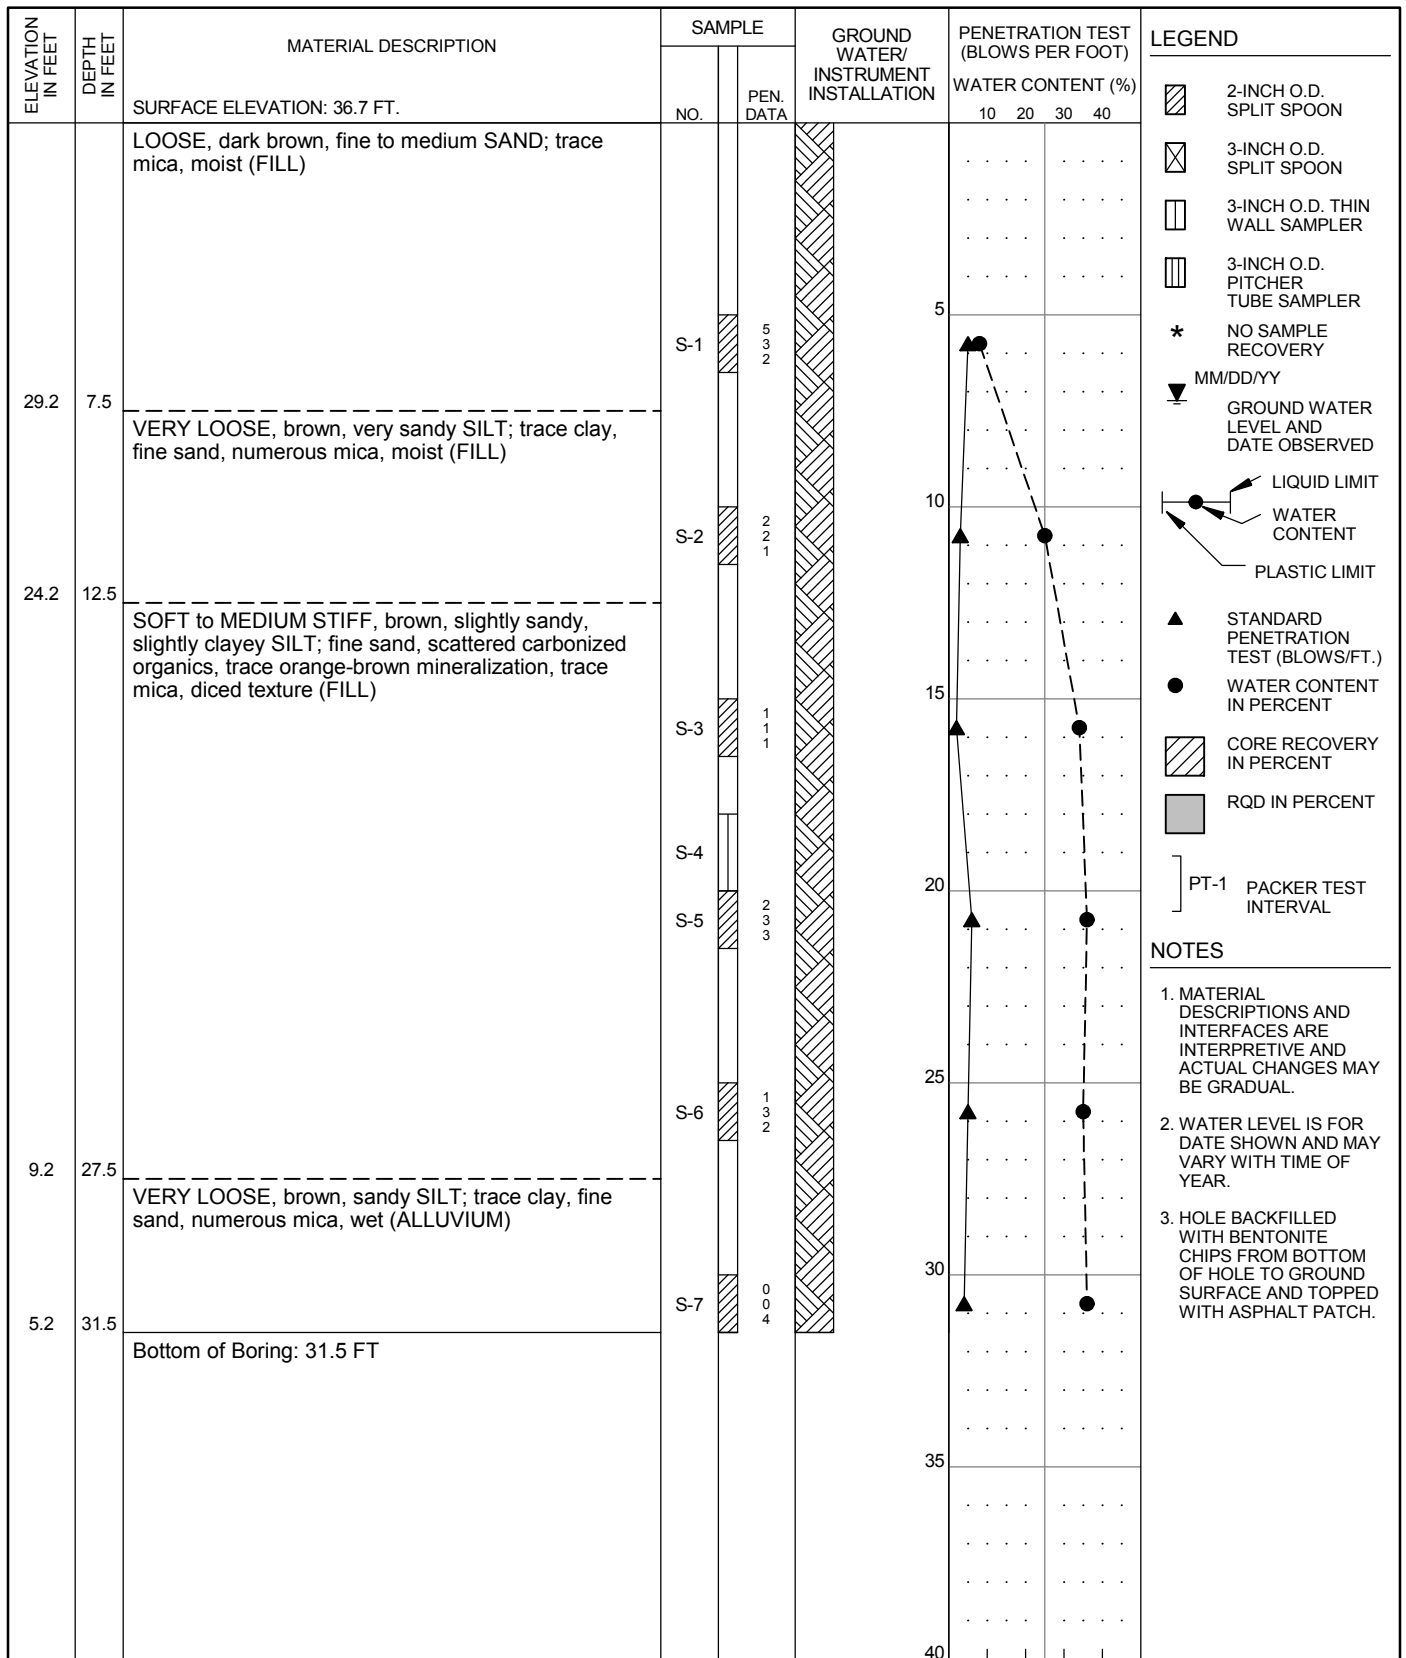 ELEVATION
IN FEET
DEPTH
IN FEET
MATERIAL DESCRIPTION
SURFACE ELEVATION: 36.7 FT.
SAMPLE
NO.
PEN.
DATA
GROUND
WATER/
INSTRUMENT
INSTALLATION
PENETRATION TEST
(BLOWS PER FOOT)
WATER CONTENT (%)
10 20 30 40
LOOSE, dark brown, fine to medium SAND; trace
mica, moist (FILL)
5
S-1
5
3
2
29.2 7.5
VERY LOOSE, brown, very sandy SILT; trace clay,
fine sand, numerous mica, moist (FILL)
10
S-2
2
2
1
24.2 12.5
SOFT to MEDIUM STIFF, brown, slightly sandy,
slightly clayey SILT; fine sand, scattered carbonized
organics, trace orange-brown mineralization, trace
mica, diced texture (FILL)
15
S-3
1
1
1
S-4
20
S-5
2
3
3
25
S-6
1
3
2
9.2 27.5
VERY LOOSE, brown, sandy SILT; trace clay, fine
sand, numerous mica, wet (ALLUVIUM)
30
S-7
0
0
4
5.2 31.5
Bottom of Boring: 31.5 FT
35
40
LEGEND
2-INCH O.D.
SPLIT SPOON
3-INCH O.D.
SPLIT SPOON
3-INCH O.D. THIN
WALL SAMPLER
3-INCH O.D.
PITCHER
TUBE SAMPLER
* NO SAMPLE
RECOVERY
MM/DD/YY
GROUND WATER
LEVEL AND
DATE OBSERVED
LIQUID LIMIT
WATER
CONTENT
PLASTIC LIMIT
STANDARD
PENETRATION
TEST (BLOWS/FT.)
WATER CONTENT
IN PERCENT
CORE RECOVERY
IN PERCENT
RQD IN PERCENT
PT-1 PACKER TEST
INTERVAL
NOTES
1. MATERIAL
DESCRIPTIONS AND
INTERFACES ARE
INTERPRETIVE AND
ACTUAL CHANGES MAY
BE GRADUAL.
2. WATER LEVEL IS FOR
DATE SHOWN AND MAY
VARY WITH TIME OF
YEAR.
3. HOLE BACKFILLED
WITH BENTONITE
CHIPS FROM BOTTOM
OF HOLE TO GROUND
SURFACE AND TOPPED
WITH ASPHALT PATCH.